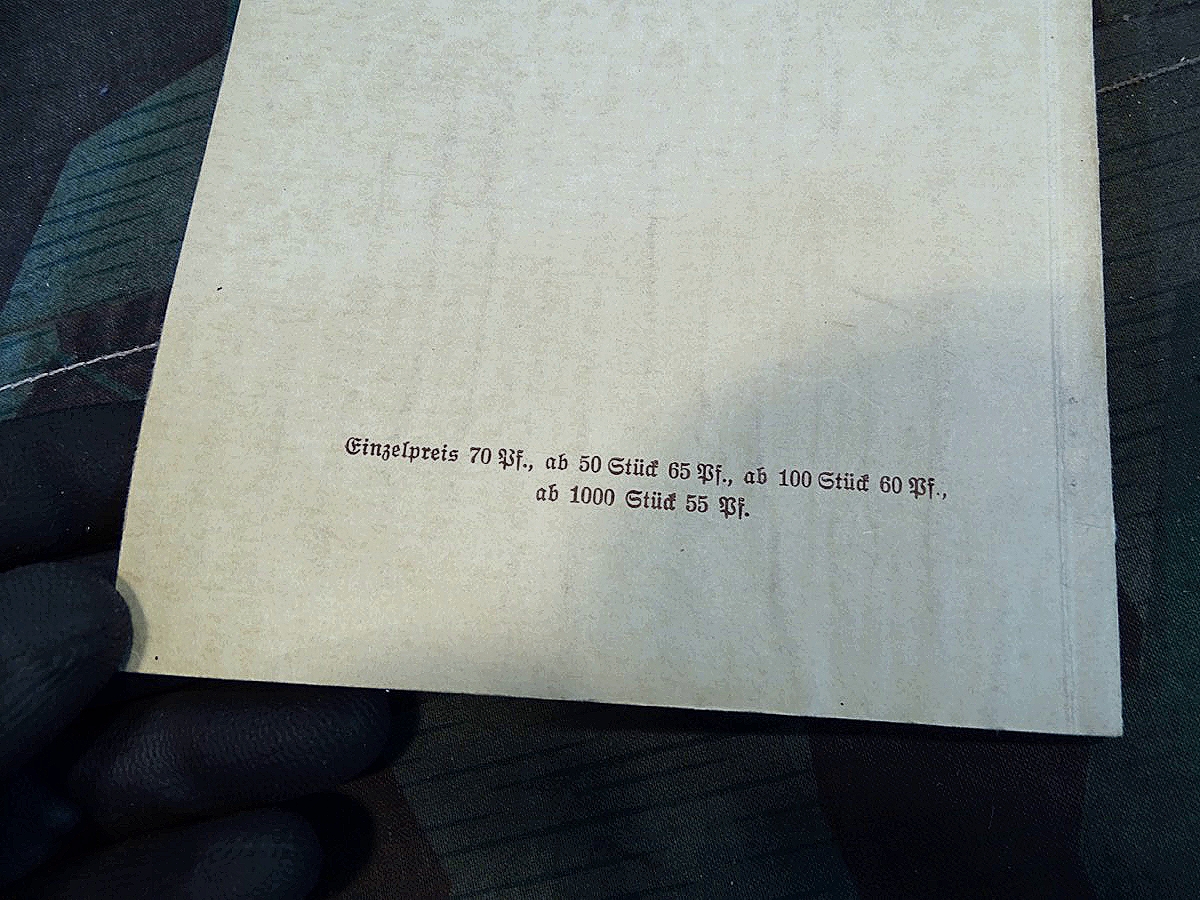 Einzelpreis 70 Pf., ab 50 Stück 65 Pf., ab 100 Stück 60 Pf.,
ab 1000 Stück 55 Pf.